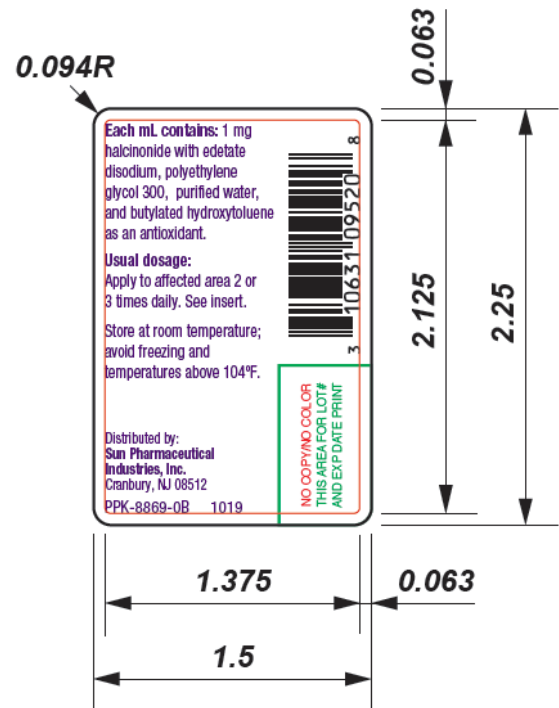 0.094R
0.063
Each mL contains: 1 mg
halcinonide with edetate
disodium, polyethylene
glycol 300, purified water,
and butylated hydroxytoluene
as an antioxidant.
Usual dosage:
Apply to affected area 2 or
3 times daily. See insert.
Store at room temperature;
avoid freezing and
temperatures above 104ºF.
Distributed by:
Sun Pharmaceutical
Industries, Inc.
Cranbury, NJ 08512
PPK-8869-0B 1019
3 10631 09520 8
NO COPY/NO COLOR
THIS AREA FOR LOT#
AND EXP DATE PRINT
2.125
2.25
1.375
0.063
1.5